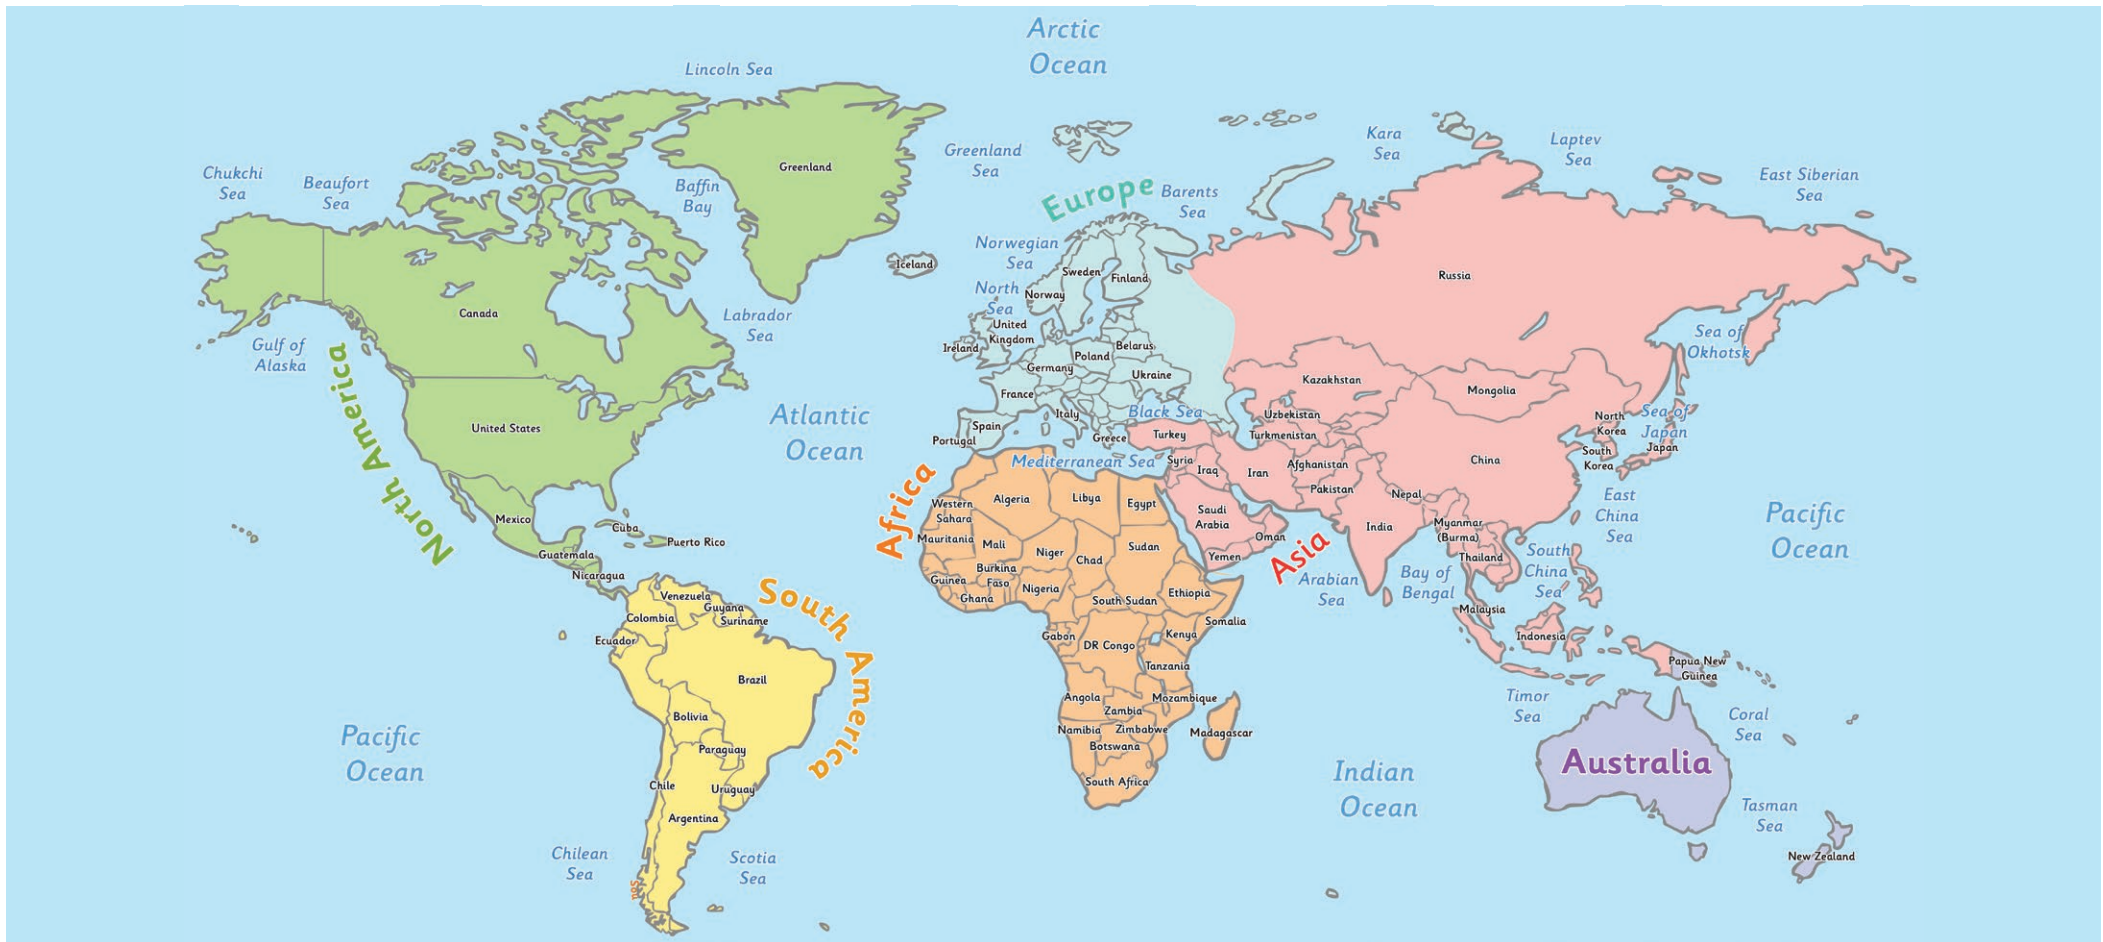 Arctic
Ocean
Lincoln Sea
Greenland
Sea
Kara
Sea
Laptev
Sea
East Siberian
Sea
Chukchi
Sea
Beaufort
Sea
Baffin
Bay
Greenland
Europe
Barents
Sea
Norwegian
Sea
Iceland
Sweden
Finland
Norway
Russia
North
Sea
Canada
Labrador
Sea
Gulf of
Alaska
United
Kingdom
Ireland
Belarus
Poland
Germany
Ukraine
France
Sea of
Okhotsk
Kazakhstan
Mongolia
North America
United States
Atlantic
Ocean
Italy
Black Sea
Spain
Portugal
Greece
Turkey
Uzbekistan
Turkmenistan
North
Korea
Sea of
Japan
South
Korea
Japan
Mediterranean Sea
Syria
Iraq
Iran
Afghanistan
China
Pakistan
Nepal
Africa
Western
Sahara
Algeria
Libya
Egypt
Saudi
Arabia
India
East
China
Sea
Pacific
Ocean
Mexico
Cuba
Puerto Rico
Guatemala
Nicaragua
Mauritania
Mali
Niger
Chad
Sudan
Oman
Yemen
Asia
Arabian
Sea
Myanmar
(Burma)
Thailand
Bay of
Bengal
South
China
Sea
Guinea
Burkina
Faso
Ghana
Nigeria
South Sudan
Ethiopia
Somalia
Venezuela
Guyana
Suriname
Colombia
Ecuador
South America
Malaysia
Indonesia
Gabon
DR Congo
Kenya
Tanzania
Papua New
Guinea
Brazil
Angola
Zambia
Mozambique
Timor
Sea
Coral
Sea
Bolivia
Namibia
Zimbabwe
Madagascar
Botswana
South Africa
Pacific
Ocean
Paraguay
Chile
Uruguay
Argentina
Indian
Ocean
Australia
Tasman
Sea
New Zealand
Chilean
Sea
Scotia
Sea
Sou